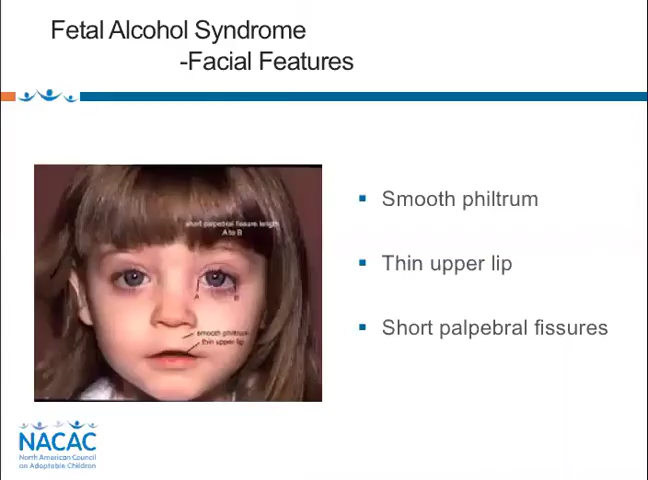 Fetal Alcohol Syndrome
-Facial Features
short palpebral fissure length
A to B
A
B
smooth philtrum
thin upper lip
▪ Smooth philtrum
▪ Thin upper lip
▪ Short palpebral fissures
NACAC
North American Council
on Adoptable Children